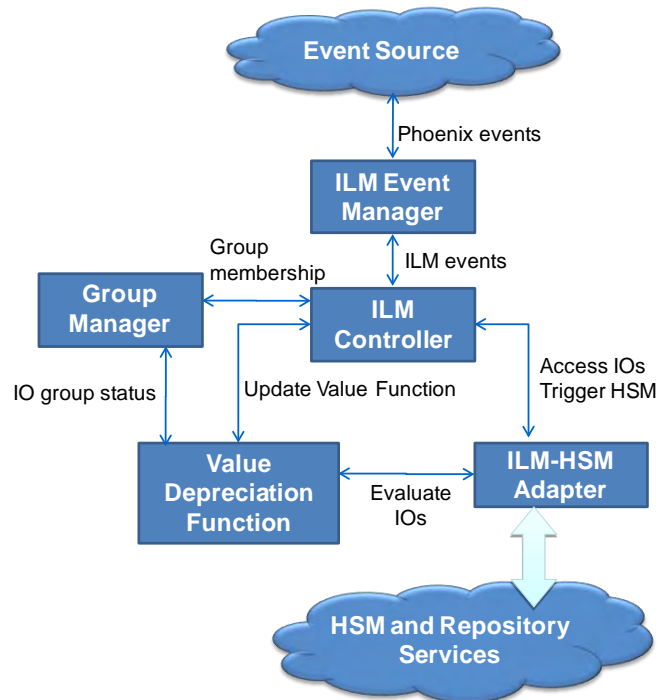 Event Source
Phoenix events
ILM Event
Manager
Group
membership
ILM events
Group
Manager
ILM
Controller
IO group status
Update Value Function
Access IOs
Trigger HSM
Value
Depreciation
Function
Evaluate
IOs
ILM-HSM
Adapter
HSM and Repository
Services